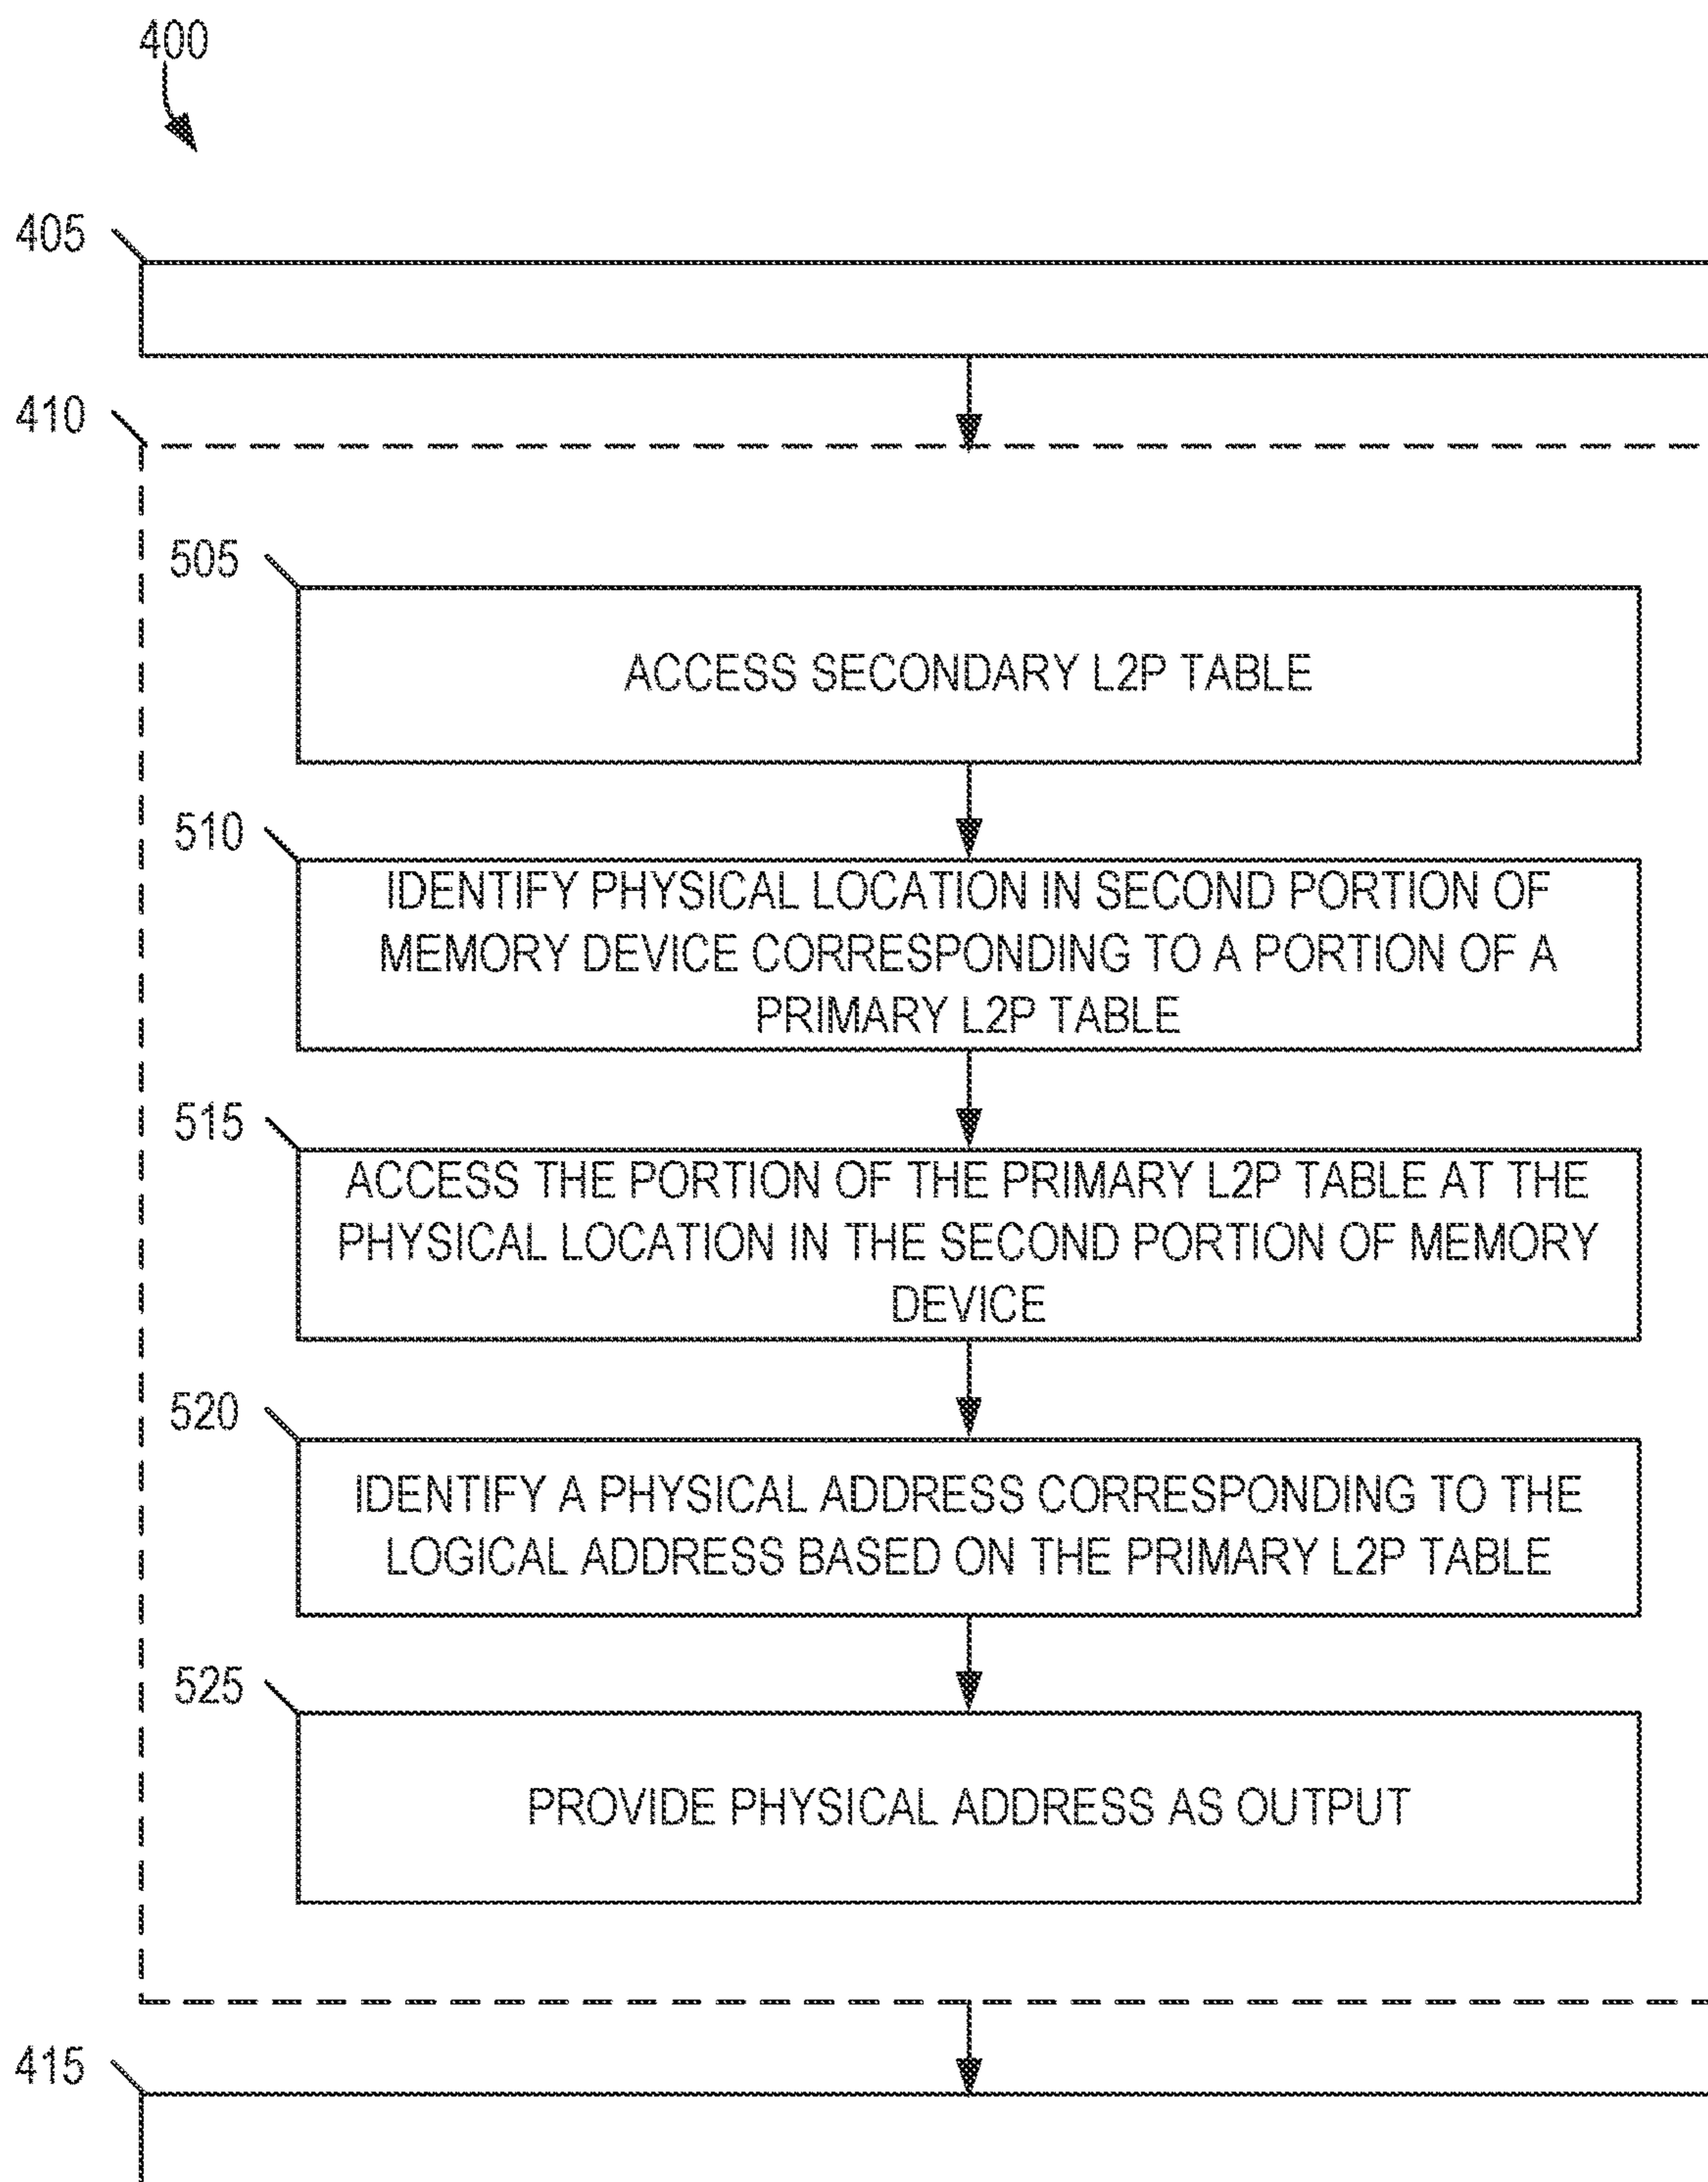 400
405
410
505
ACCESS SECONDARY L2P TABLE
510
IDENTIFY PHYSICAL LOCATION IN SECOND PORTION OF
MEMORY DEVICE CORRESPONDING TO A PORTION OF A
PRIMARY L2P TABLE
515
ACCESS THE PORTION OF THE PRIMARY L2P TABLE AT THE
PHYSICAL LOCATION IN THE SECOND PORTION OF MEMORY
DEVICE
520
IDENTIFY A PHYSICAL ADDRESS CORRESPONDING TO THE
LOGICAL ADDRESS BASED ON THE PRIMARY L2P TABLE
525
PROVIDE PHYSICAL ADDRESS AS OUTPUT
415